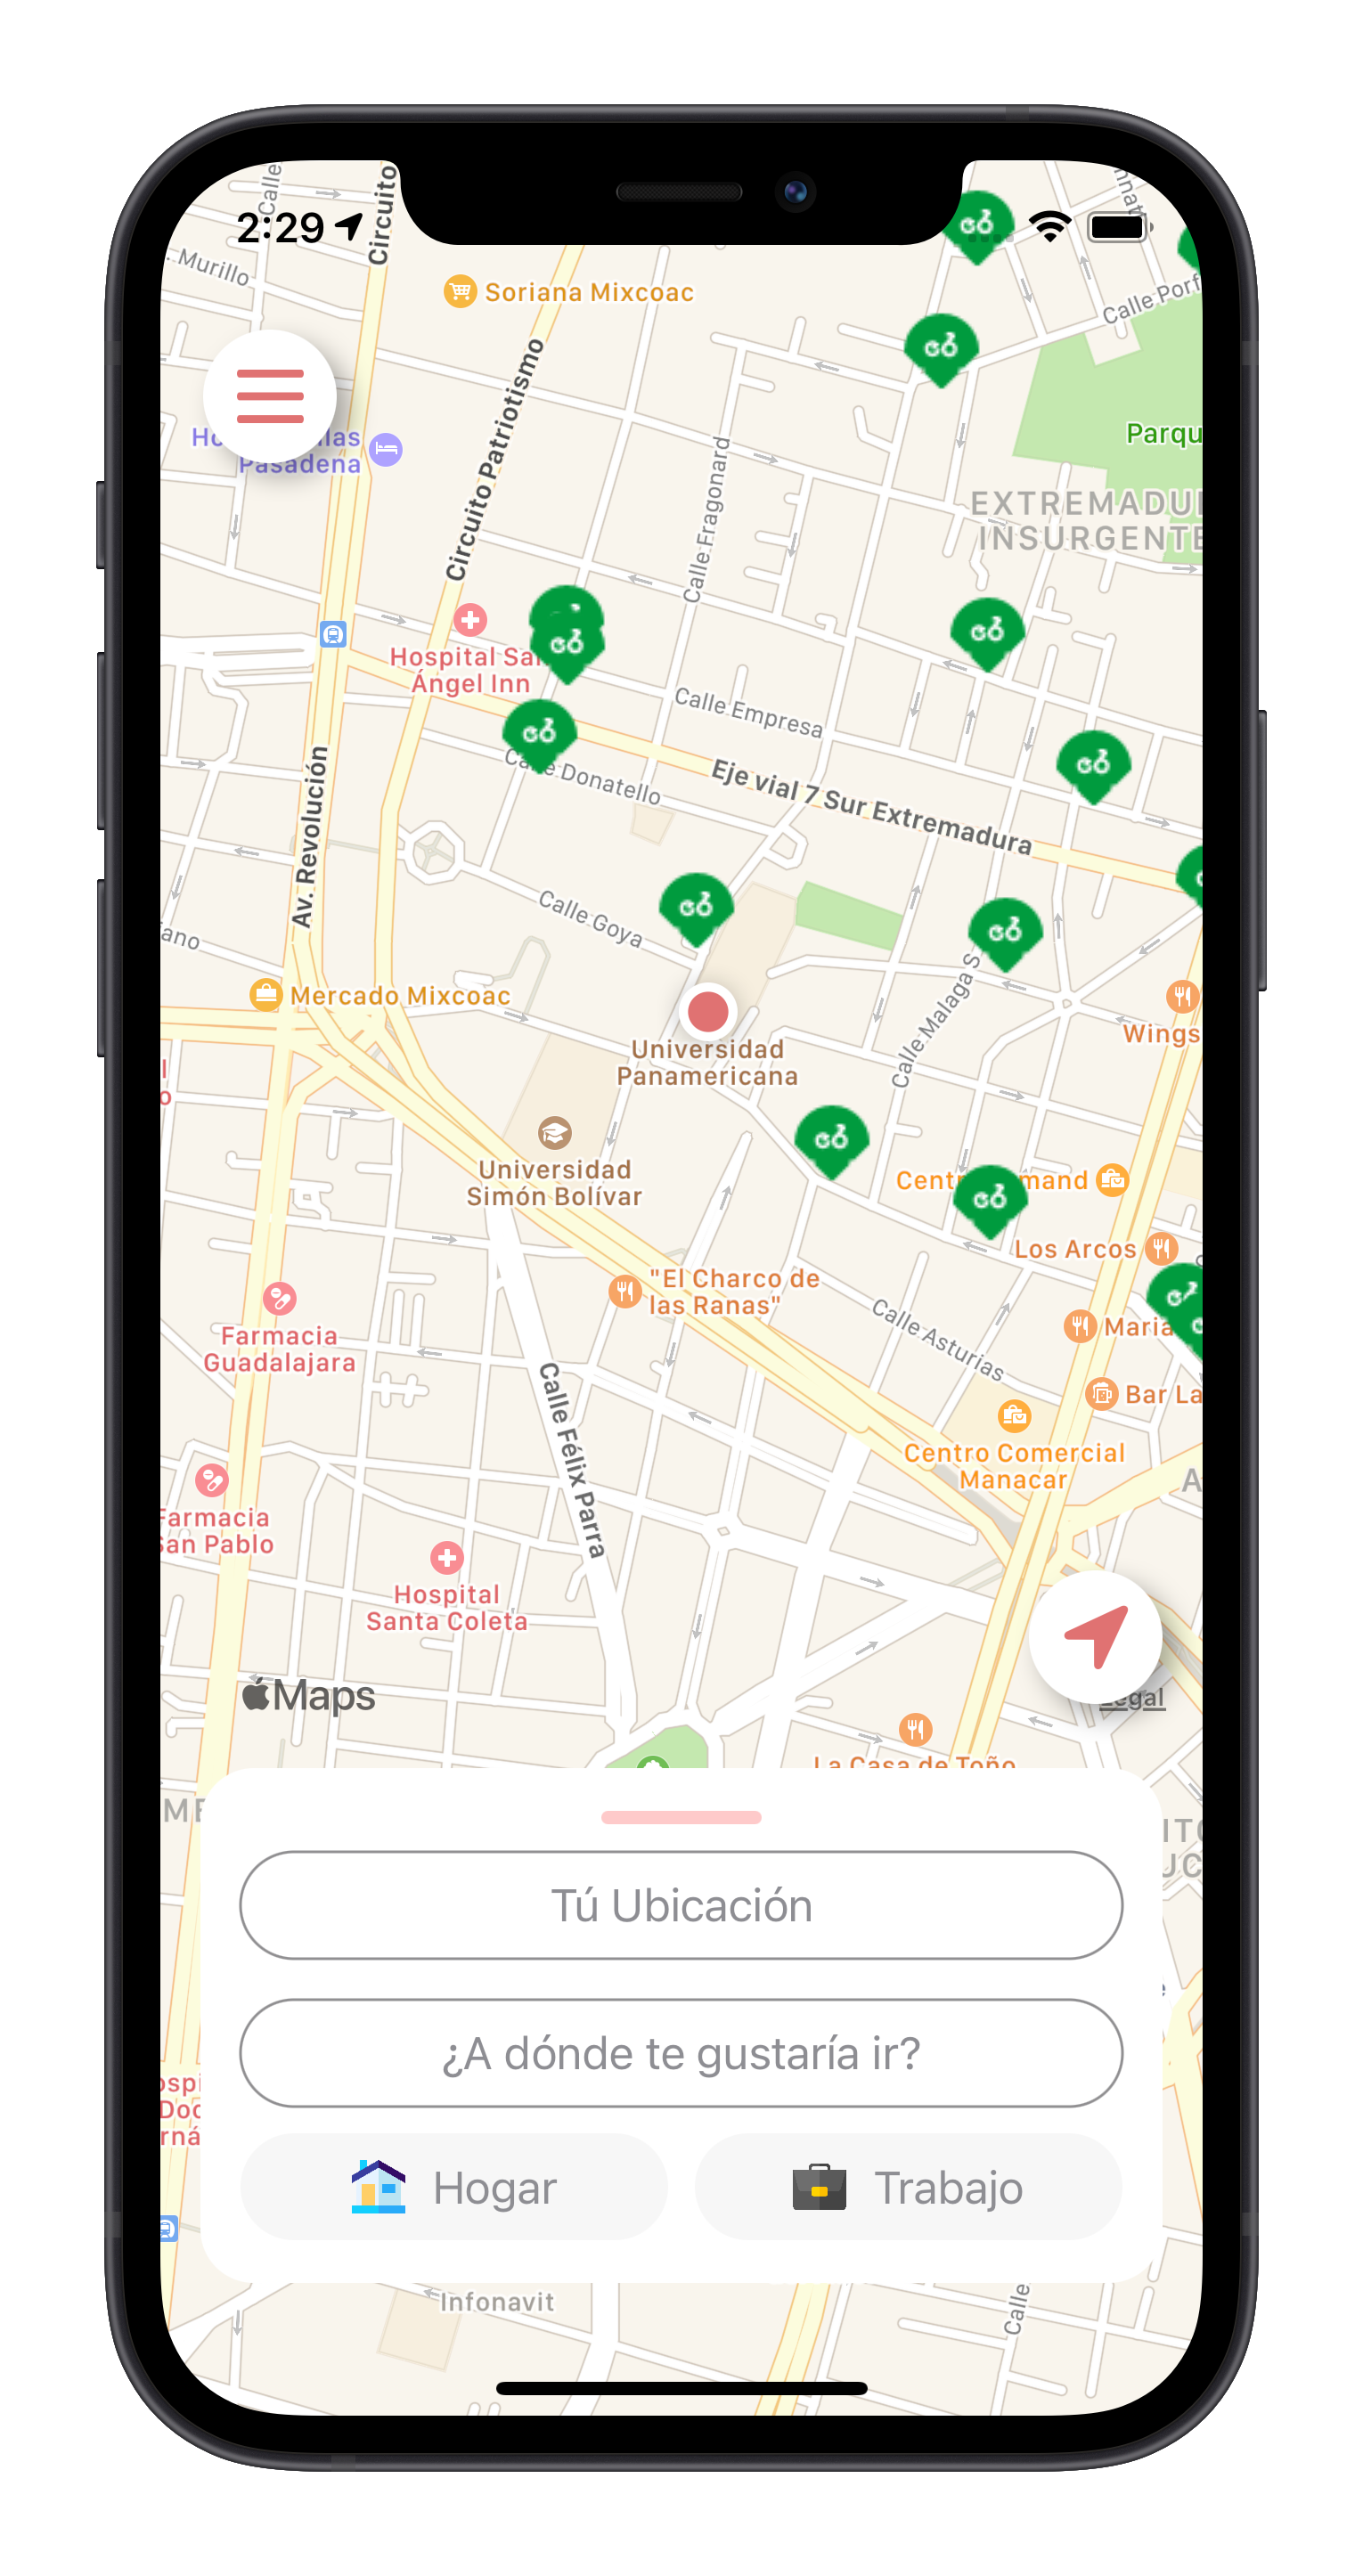 2:29
Calle
Circuito
Murillo
Soriana Mixcoac
Calle Porf
Circuito Patriotismo
Pasadena
Calle Fragonard
Parqu
EXTREMADUR
INSURGENTE
Hospital San
Ángel Inn
Calle Empresa
Calle Donatello
Eje vial 7 Sur Extremadura
Av. Revolución
Calle Goya
ano
Mercado Mixcoac
Calle Malaga S
Wings
Universidad
Panamericana
Universidad
Simón Bolívar
Los Arcos
"El Charco de
las Ranas"
Calle Asturias
Maria
Farmacia
Guadalajara
Bar La
Calle Félix Parra
Centro Comercial
Manacar
A
Farmacia
San Pablo
Hospital
Santa Coleta
Maps
Legal
La Casa de Toño
ME
Tú Ubicación
¿A dónde te gustaría ir?
Hogar
Trabajo
Infonavit
Calle